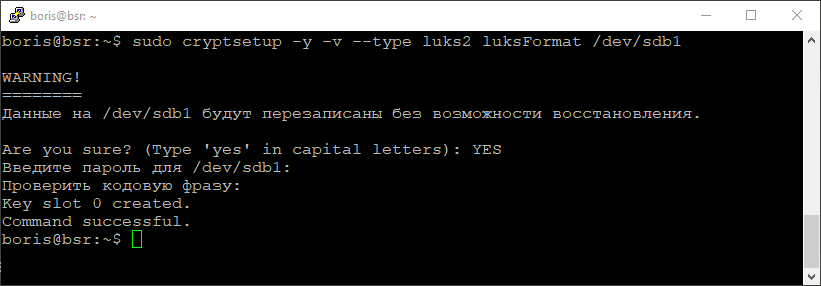 boris@bsr: ~
boris@bsr:~$ sudo cryptsetup -y -v --type luks2 luksFormat /dev/sdb1
WARNING!
========
Данные на /dev/sdb1 будут перезаписаны без возможности восстановления.
Are you sure? (Type 'yes' in capital letters): YES
Введите пароль для /dev/sdb1:
Проверить кодовую фразу:
Key slot 0 created.
Command successful.
boris@bsr:~$